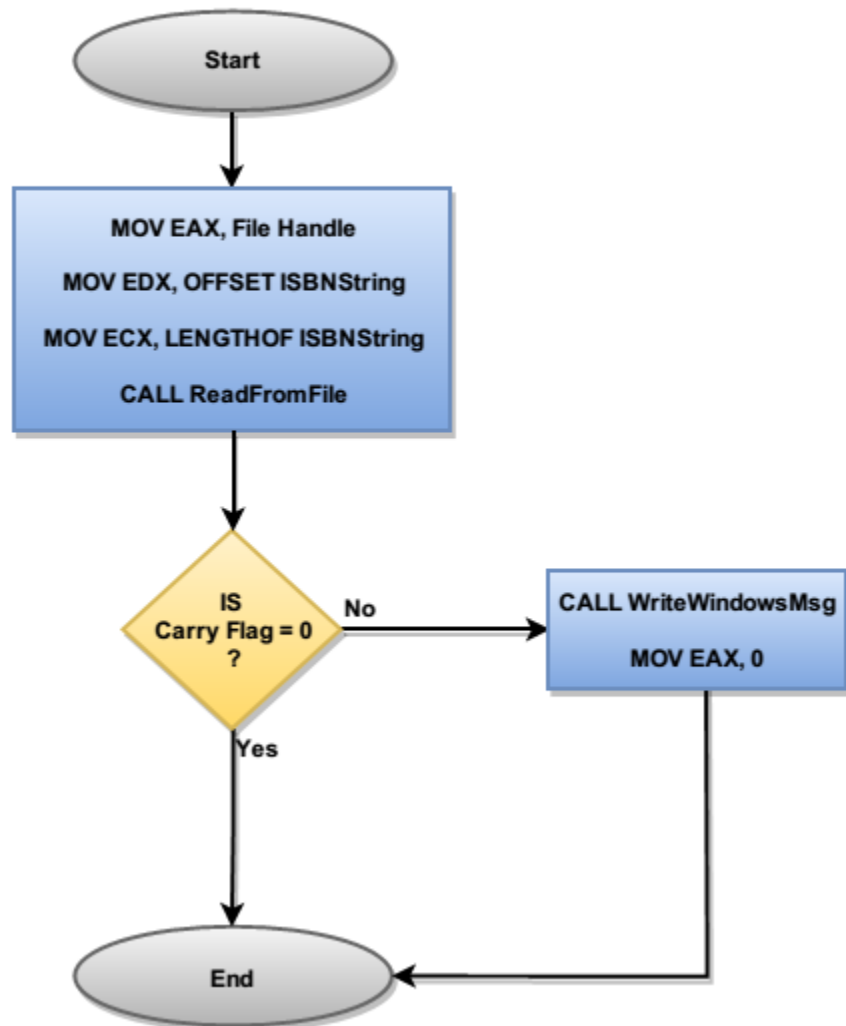 Start
MOV EAX, File Handle
MOV EDX, OFFSET ISBNString
MOV ECX, LENGTHOF ISBNString
CALL ReadFromFile
IS
Carry Flag = 0
?
No
CALL WriteWindowsMsg
MOV EAX, 0
Yes
End